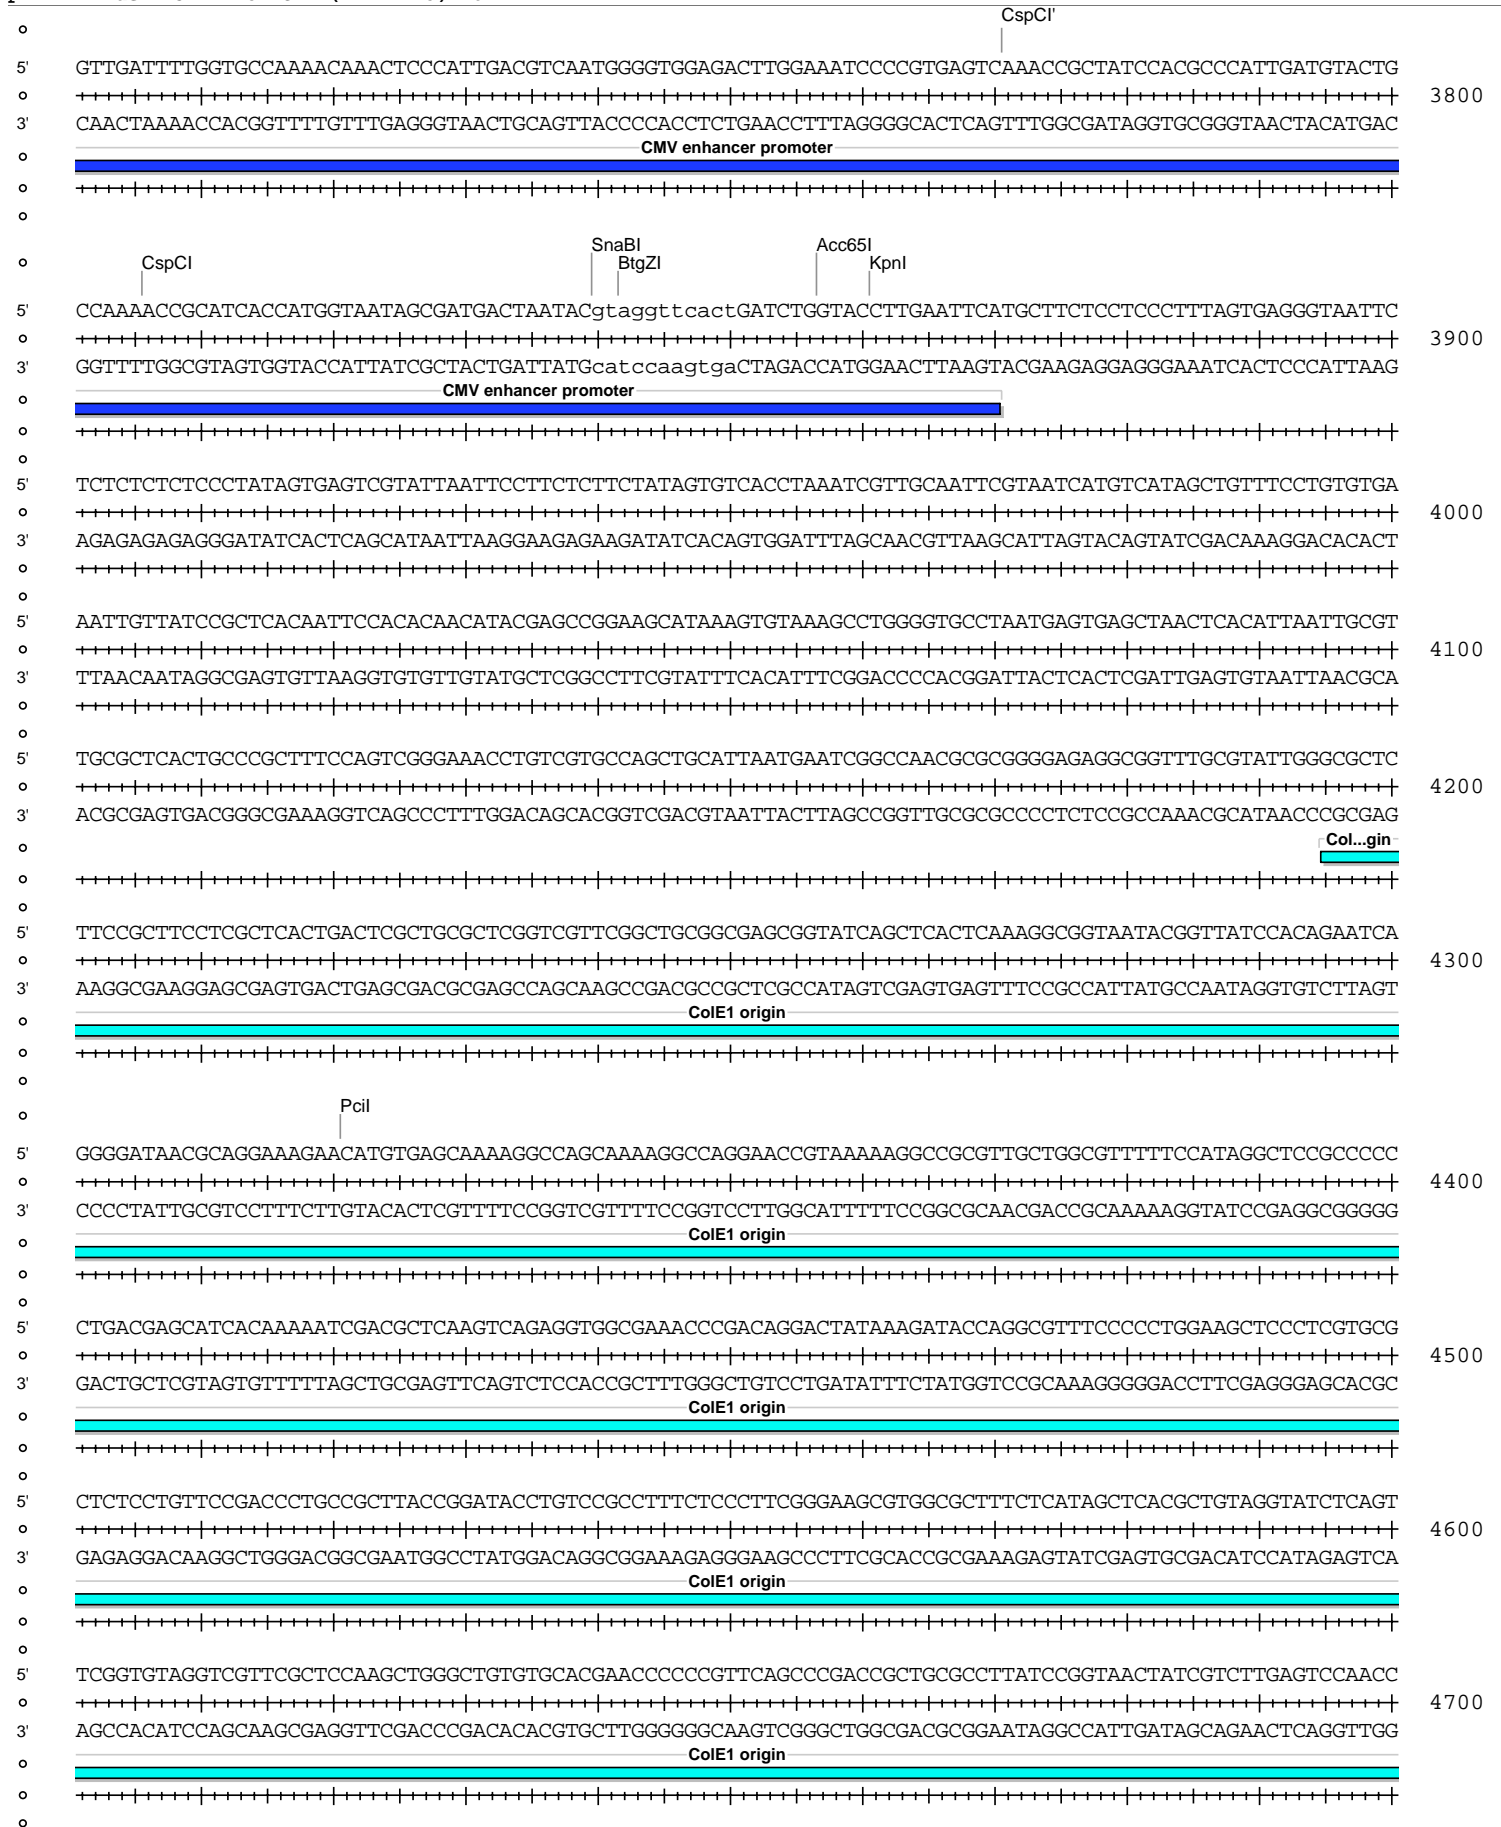 CspCI'
5' GTTGATTTTGGTGCCAAAACAAACTCCCATTGACGTCAATGGGGTGGAGACTTGGAAATCCCCGTGAGTCAAACCGCTATCCACGCCCATTGATGTACTG
3800
3' CAACTAAAACCACGGTTTTGTTTGAGGGTAACTGCAGTTACCCCACCTCTGAACCTTTAGGGGCACTCAGTTTGGCGATAGGTGCGGGTAACTACATGAC
CMV enhancer promoter
SnaBI Acc65I
CspCI BtgZI KpnI
5' CCAAAACCGCATCACCATGGTAATAGCGATGACTAATACgtaggttcactGATCTGGTACCTTGAATTCATGCTTCTCCTCCCTTTAGTGAGGGTAATTC
3900
3' GGTTTTGGCGTAGTGGTACCATTATCGCTACTGATTATGcatccaagtgaCTAGACCATGGAACTTAAGTACGAAGAGGAGGGAAATCACTCCCATTAAG
CMV enhancer promoter
5' TCTCTCTCTCCCTATAGTGAGTCGTATTAATTCCTTCTCTTCTATAGTGTCACCTAAATCGTTGCAATTCGTAATCATGTCATAGCTGTTTCCTGTGTGA
4000
3' AGAGAGAGAGGGATATCACTCAGCATAATTAAGGAAGAGAAGATATCACAGTGGATTTAGCAACGTTAAGCATTAGTACAGTATCGACAAAGGACACACT
5' AATTGTTATCCGCTCACAATTCCACACAACATACGAGCCGGAAGCATAAAGTGTAAAGCCTGGGGTGCCTAATGAGTGAGCTAACTCACATTAATTGCGT
4100
3' TTAACAATAGGCGAGTGTTAAGGTGTGTTGTATGCTCGGCCTTCGTATTTCACATTTCGGACCCCACGGATTACTCACTCGATTGAGTGTAATTAACGCA
5' TGCGCTCACTGCCCGCTTTCCAGTCGGGAAACCTGTCGTGCCAGCTGCATTAATGAATCGGCCAACGCGCGGGGAGAGGCGGTTTGCGTATTGGGCGCTC
4200
3' ACGCGAGTGACGGGCGAAAGGTCAGCCCTTTGGACAGCACGGTCGACGTAATTACTTAGCCGGTTGCGCGCCCCTCTCCGCCAAACGCATAACCCGCGAG
Col...gin
5' TTCCGCTTCCTCGCTCACTGACTCGCTGCGCTCGGTCGTTCGGCTGCGGCGAGCGGTATCAGCTCACTCAAAGGCGGTAATACGGTTATCCACAGAATCA
4300
3' AAGGCGAAGGAGCGAGTGACTGAGCGACGCGAGCCAGCAAGCCGACGCCGCTCGCCATAGTCGAGTGAGTTTCCGCCATTATGCCAATAGGTGTCTTAGT
ColE1 origin
PciI
5' GGGGATAACGCAGGAAAGAACATGTGAGCAAAAGGCCAGCAAAAGGCCAGGAACCGTAAAAAGGCCGCGTTGCTGGCGTTTTTCCATAGGCTCCGCCCCC
4400
3' CCCCTATTGCGTCCTTTCTTGTACACTCGTTTTCCGGTCGTTTTCCGGTCCTTGGCATTTTTCCGGCGCAACGACCGCAAAAAGGTATCCGAGGCGGGGG
ColE1 origin
5' CTGACGAGCATCACAAAAATCGACGCTCAAGTCAGAGGTGGCGAAACCCGACAGGACTATAAAGATACCAGGCGTTTCCCCCTGGAAGCTCCCTCGTGCG
4500
3' GACTGCTCGTAGTGTTTTTAGCTGCGAGTTCAGTCTCCACCGCTTTGGGCTGTCCTGATATTTCTATGGTCCGCAAAGGGGGACCTTCGAGGGAGCACGC
ColE1 origin
5' CTCTCCTGTTCCGACCCTGCCGCTTACCGGATACCTGTCCGCCTTTCTCCCTTCGGGAAGCGTGGCGCTTTCTCATAGCTCACGCTGTAGGTATCTCAGT
4600
3' GAGAGGACAAGGCTGGGACGGCGAATGGCCTATGGACAGGCGGAAAGAGGGAAGCCCTTCGCACCGCGAAAGAGTATCGAGTGCGACATCCATAGAGTCA
ColE1 origin
5' TCGGTGTAGGTCGTTCGCTCCAAGCTGGGCTGTGTGCACGAACCCCCCGTTCAGCCCGACCGCTGCGCCTTATCCGGTAACTATCGTCTTGAGTCCAACC
4700
3' AGCCACATCCAGCAAGCGAGGTTCGACCCGACACACGTGCTTGGGGGGCAAGTCGGGCTGGCGACGCGGAATAGGCCATTGATAGCAGAACTCAGGTTGG
ColE1 origin